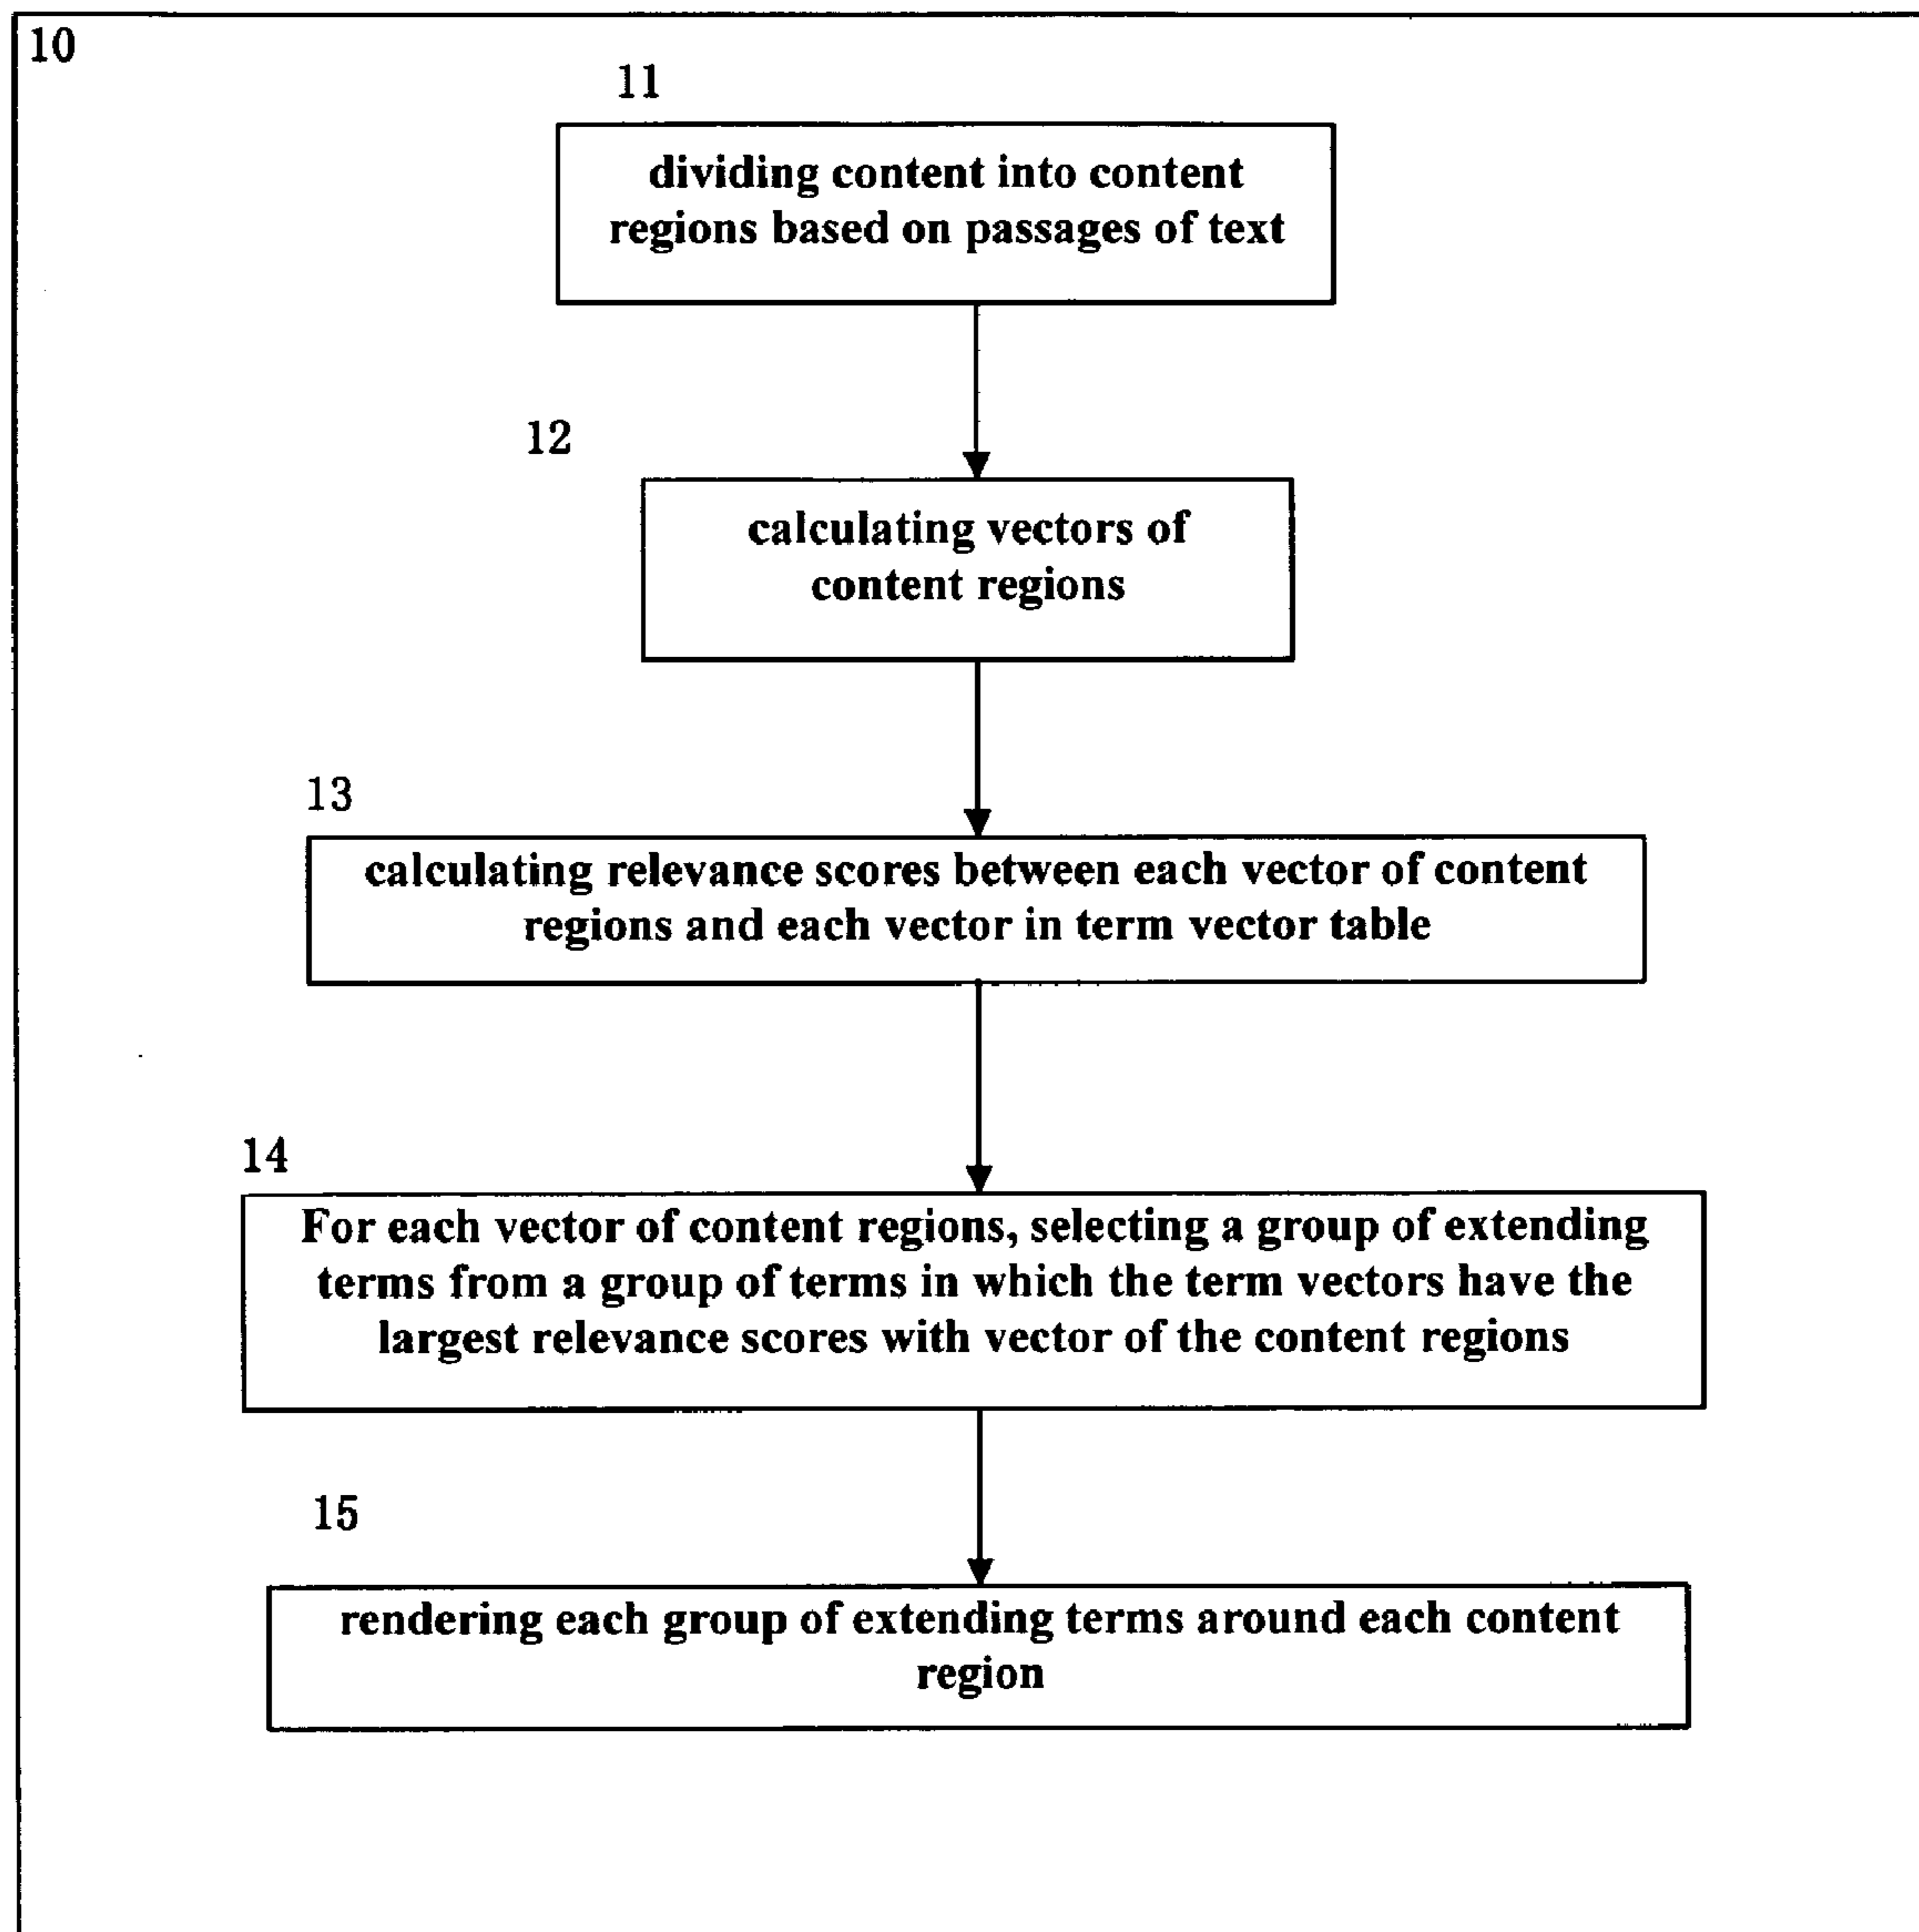 10
11
dividing content into content
regions based on passages of text
12
calculating vectors of
content regions
13
calculating relevance scores between each vector of content
regions and each vector in term vector table
14
For each vector of content regions, selecting a group of extending
terms from a group of terms in which the term vectors have the
largest relevance scores with vector of the content regions
15
rendering each group of extending terms around each content
region